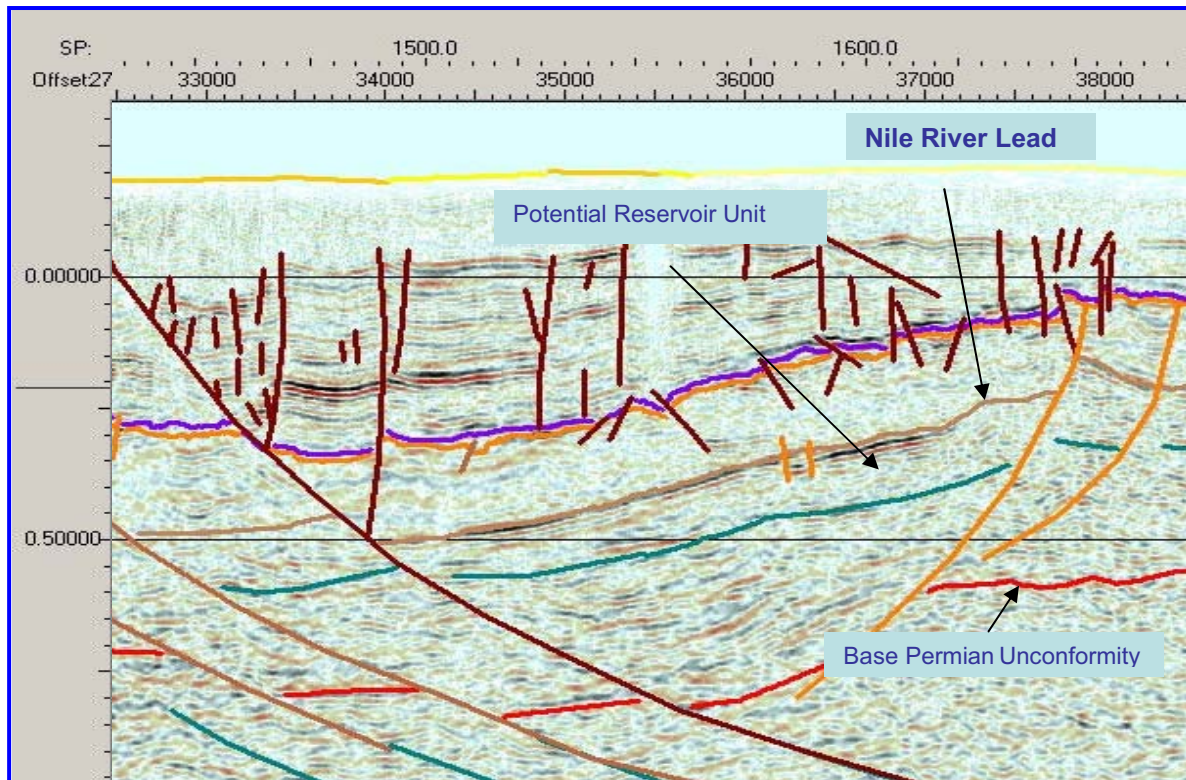 SP: 1500.0 1600.0
Offset27 33000 34000 35000 36000 37000 38000
Nile River Lead
Potential Reservoir Unit
0.00000
0.50000
Base Permian Unconformity